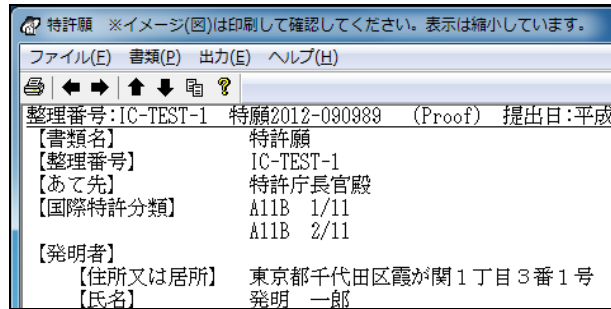 特許願　※イメージ(図)は印刷して確認してください。表示は縮小しています。
ファイル(F)　書類(P)　出力(E)　ヘルプ(H)
整理番号:IC-TEST-1　特願2012-090989　(Proof)　提出日:平成
【書類名】　特許願
【整理番号】　IC-TEST-1
【あて先】　特許庁長官殿
【国際特許分類】　A11B　1/11
A11B　2/11
【発明者】
【住所又は居所】　東京都千代田区霞が関１丁目３番１号
【氏名】　発明　一郎